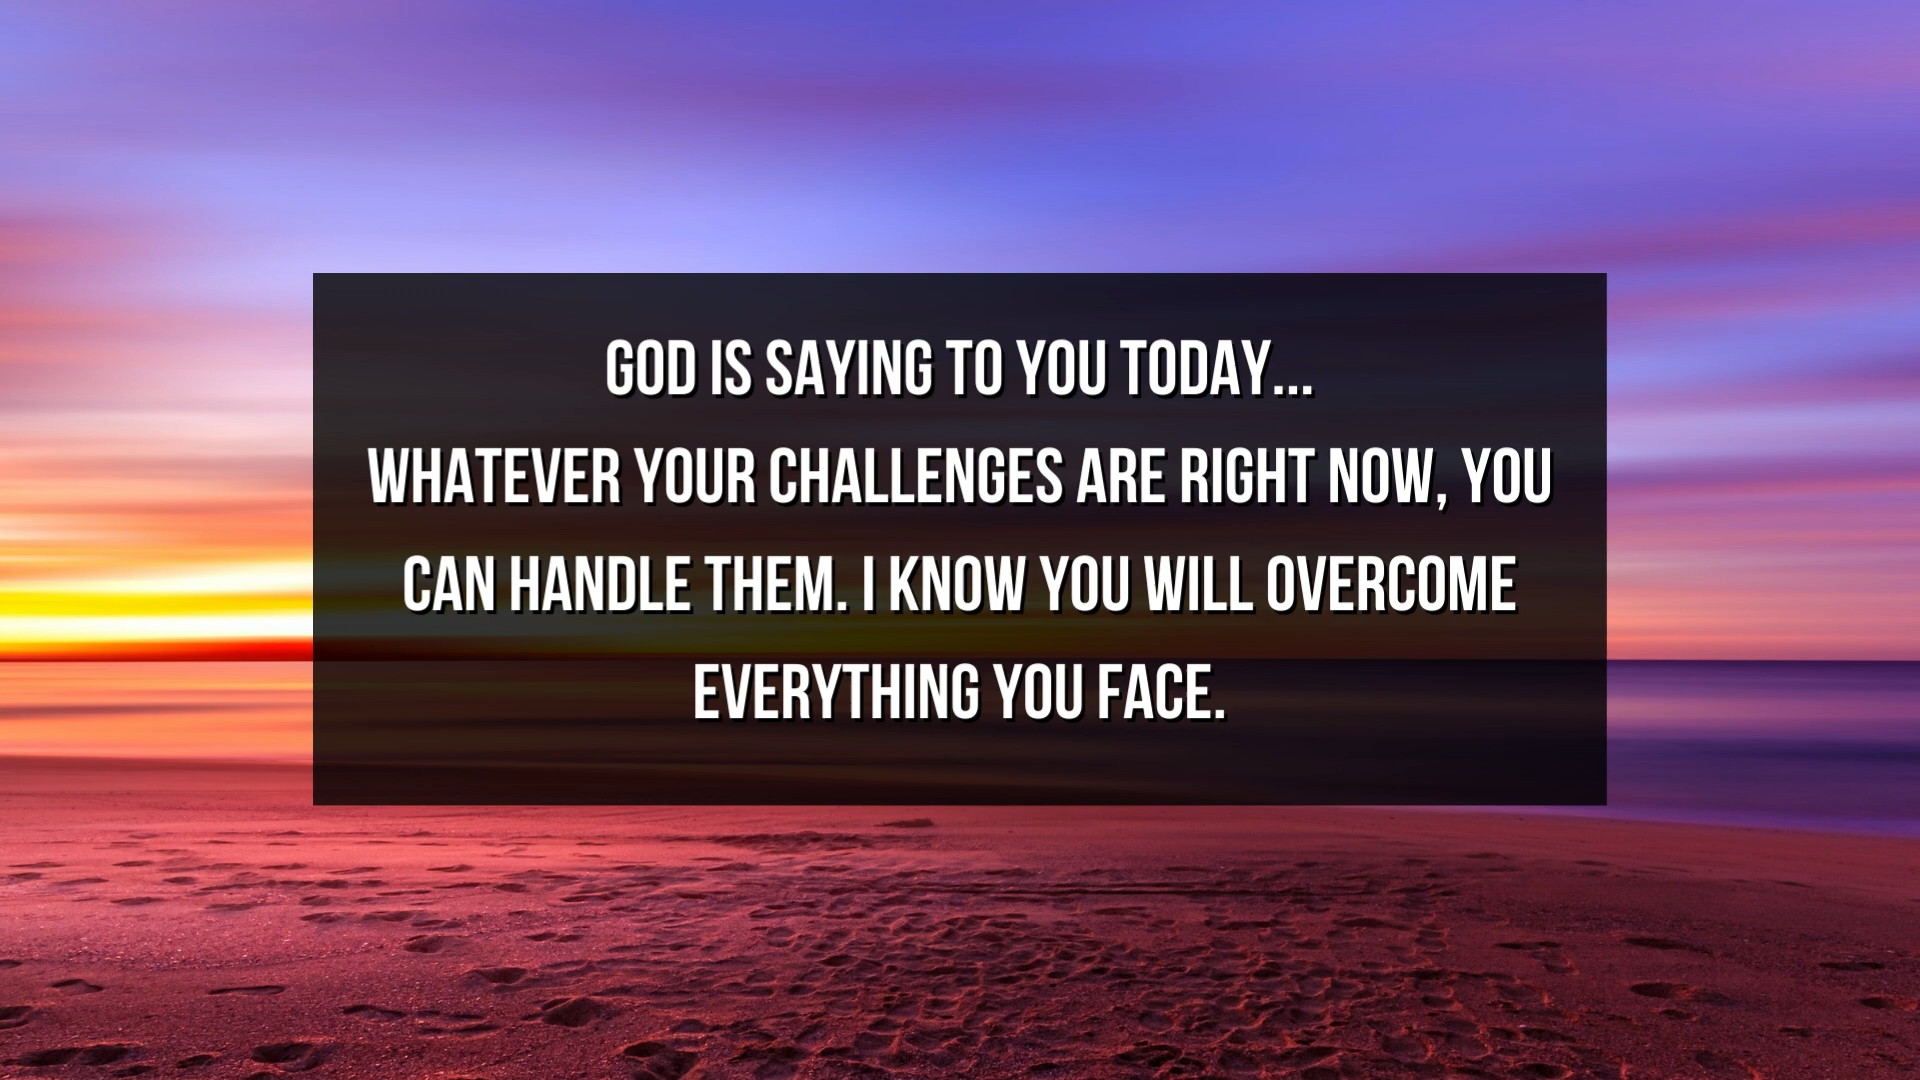 GOD IS SAYING TO YOU TODAY...
WHATEVER YOUR CHALLENGES ARE RIGHT NOW, YOU
CAN HANDLE THEM. I KNOW YOU WILL OVERCOME
EVERYTHING YOU FACE.